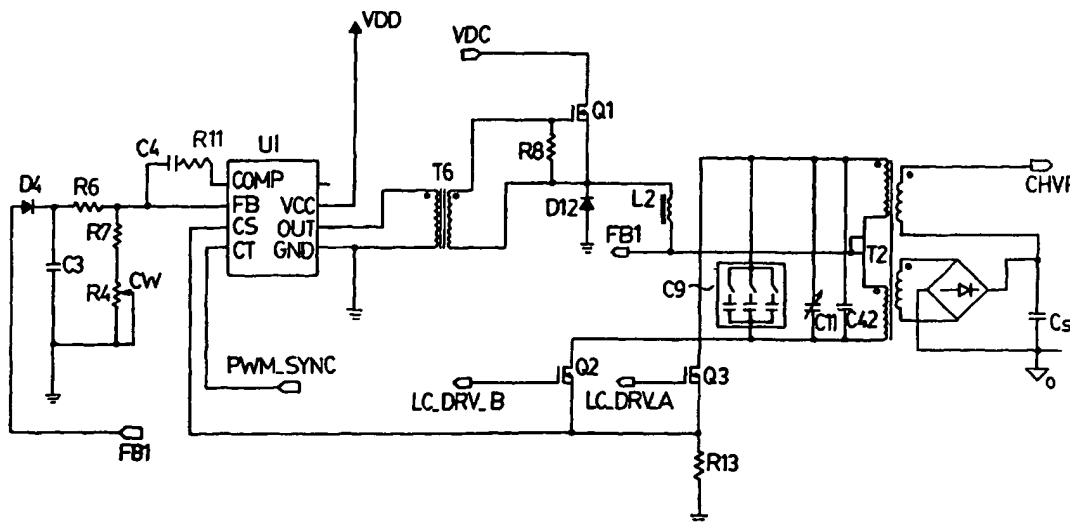 VDD
VDC
Q1
R11
C4
U1
R8
COMP
T6
D4
R6
FB
CHVP
VCC
L2
D12
CS
OUT
R7
FB1
CT
GND
T2
C3
CW
C9
R4
C11
C42
Cs
PWM_SYNC
Q2
Q3
0
LC_DRV_B
LC_DRV_A
FB1
R13